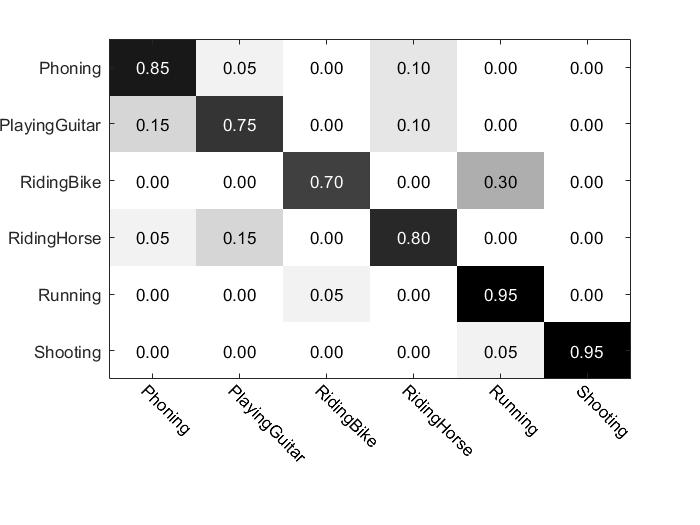 Phoning 0.85 0.05 0.00 0.10 0.00 0.00
PlayingGuitar 0.15 0.75 0.00 0.10 0.00 0.00
RidingBike 0.00 0.00 0.70 0.00 0.30 0.00
RidingHorse 0.05 0.15 0.00 0.80 0.00 0.00
Running 0.00 0.00 0.05 0.00 0.95 0.00
Shooting 0.00 0.00 0.00 0.00 0.05 0.95
Phoning PlayingGuitar RidingBike RidingHorse Running Shooting